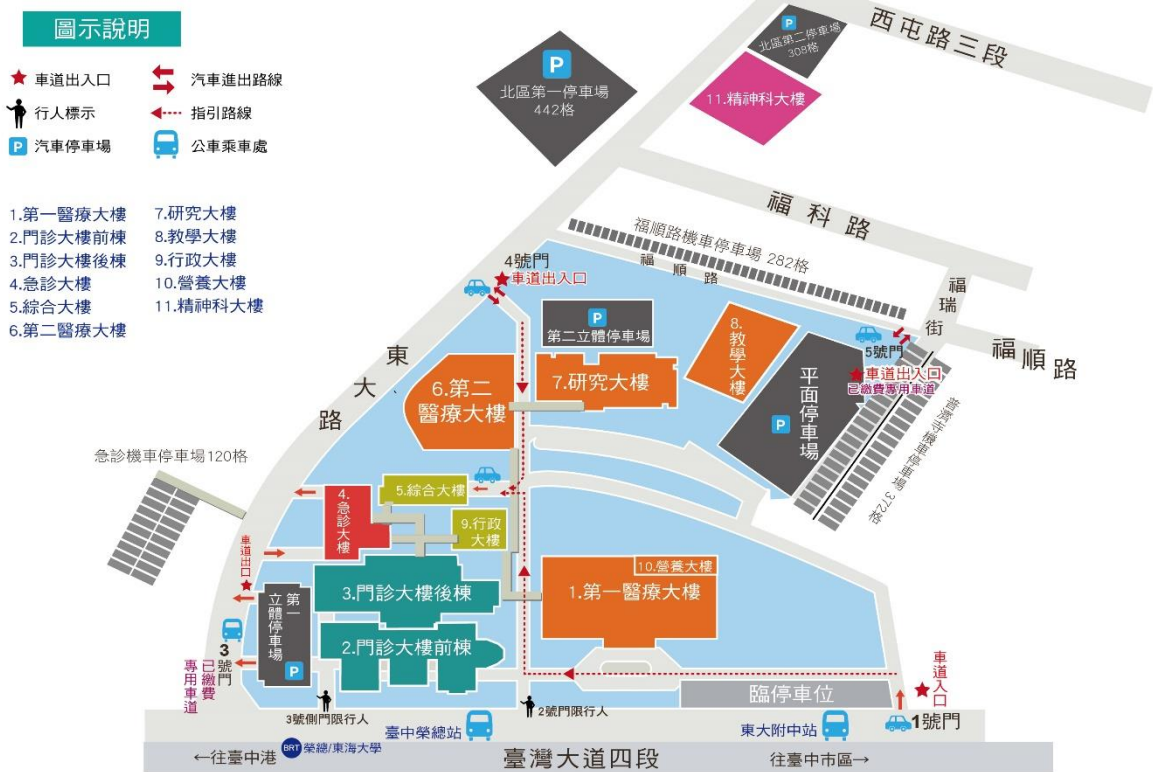 圖示說明
車道出入口
汽車進出路線
行人標示
指引路線
P 汽車停車場
公車乘車處
1.第一醫療大樓
2.門診大樓前棟
3.門診大樓後棟
4.急診大樓
5.綜合大樓
6.第二醫療大樓
7.研究大樓
8.教學大樓
9.行政大樓
10.營養大樓
11.精神科大樓
西屯路三段
P
北區第二停車場
308格
11.精神科大樓
P
北區第一停車場
442格
福科路
福順路機車停車場 282格
福順路
福瑞街
福順路
4號門
車道出入口
P
第二立體停車場
8.教學大樓
5號門
車道出入口
已繳費專用車道
平面停車場
P
普濟寺機車停車場 372格
東大路
6.第二
醫療大樓
7.研究大樓
急診機車停車場120格
4.急診大樓
5.綜合大樓
9.行政
大樓
車道出口
10.營養大樓
1.第一醫療大樓
3.門診大樓後棟
第一
立體停車場
P
2.門診大樓前棟
3號門
已繳費
專用車道
車道入口
臨停車位
1號門
3號側門限行人
2號門限行人
臺中榮總站
東大附中站
←往臺中港
BRT 榮總/東海大學
臺灣大道四段
往臺中市區→